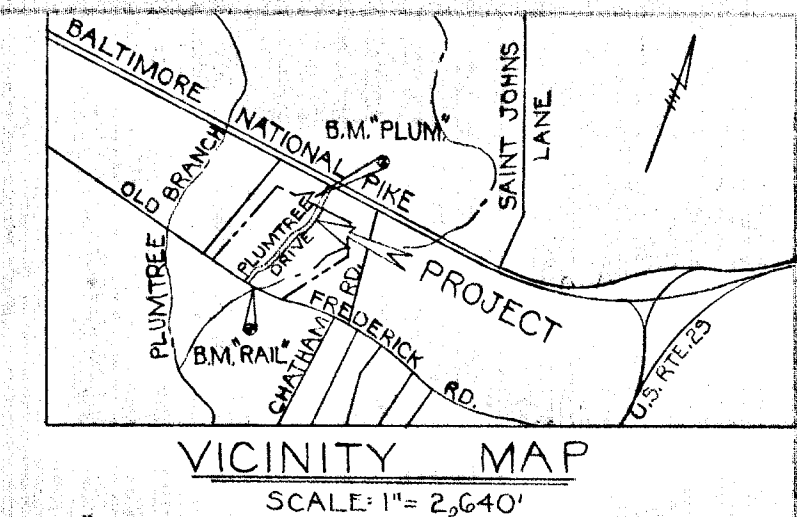 BALTIMORE NATIONAL PIKE
SAINT JOHNS
LANE
B.M. "PLUM"
OLD FREDERICK RD.
PLUMTREE BRANCH
PLUMTREE
DRIVE
PROJECT
CHATHAM RD.
B.M. "RAIL"
U.S. RTE. 29
VICINITY MAP
SCALE: 1" = 2,640'